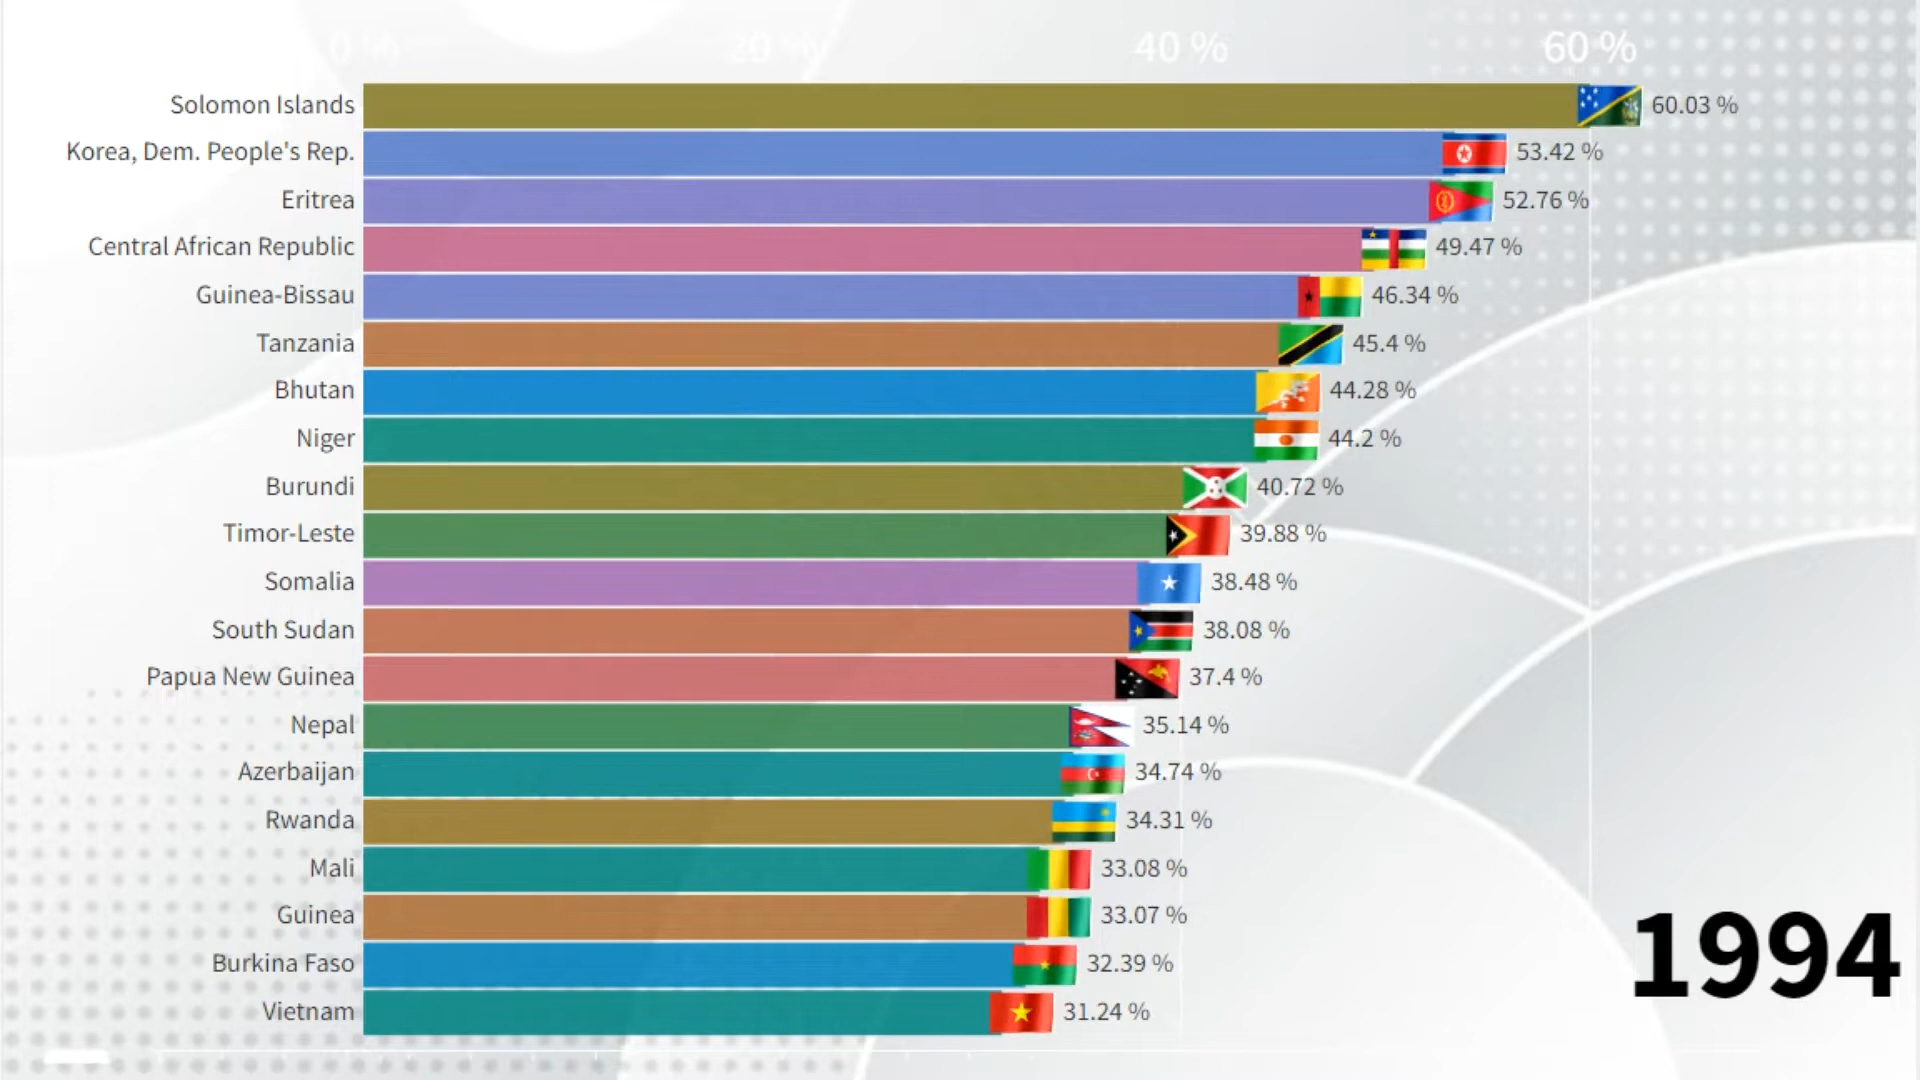 0 % 20 % 40 % 60 %
Solomon Islands 60.03 %
Korea, Dem. People's Rep. 53.42 %
Eritrea 52.76 %
Central African Republic 49.47 %
Guinea-Bissau 46.34 %
Tanzania 45.4 %
Bhutan 44.28 %
Niger 44.2 %
Burundi 40.72 %
Timor-Leste 39.88 %
Somalia 38.48 %
South Sudan 38.08 %
Papua New Guinea 37.4 %
Nepal 35.14 %
Azerbaijan 34.74 %
Rwanda 34.31 %
Mali 33.08 %
Guinea 33.07 %
Burkina Faso 32.39 %
Vietnam 31.24 %
1994